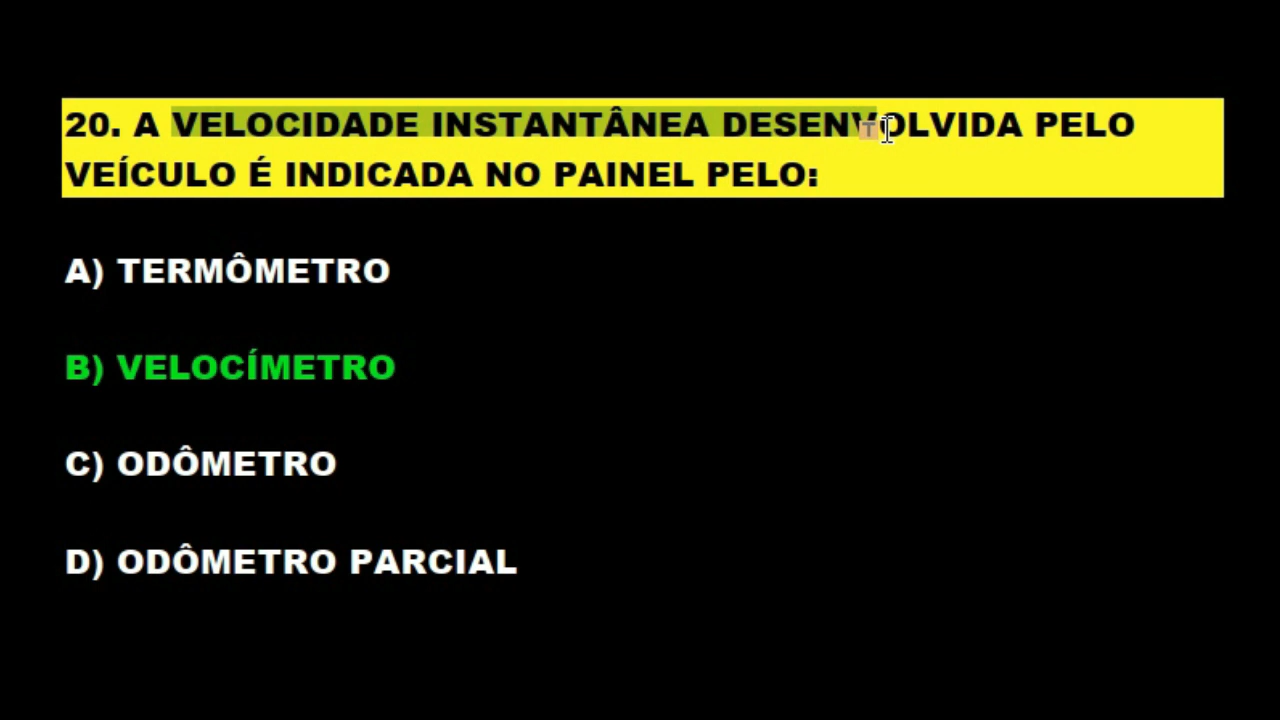 20. A VELOCIDADE INSTANTÂNEA DESENVOLVIDA PELO
VEÍCULO É INDICADA NO PAINEL PELO:
A) TERMÔMETRO
B) VELOCÍMETRO
C) ODÔMETRO
D) ODÔMETRO PARCIAL